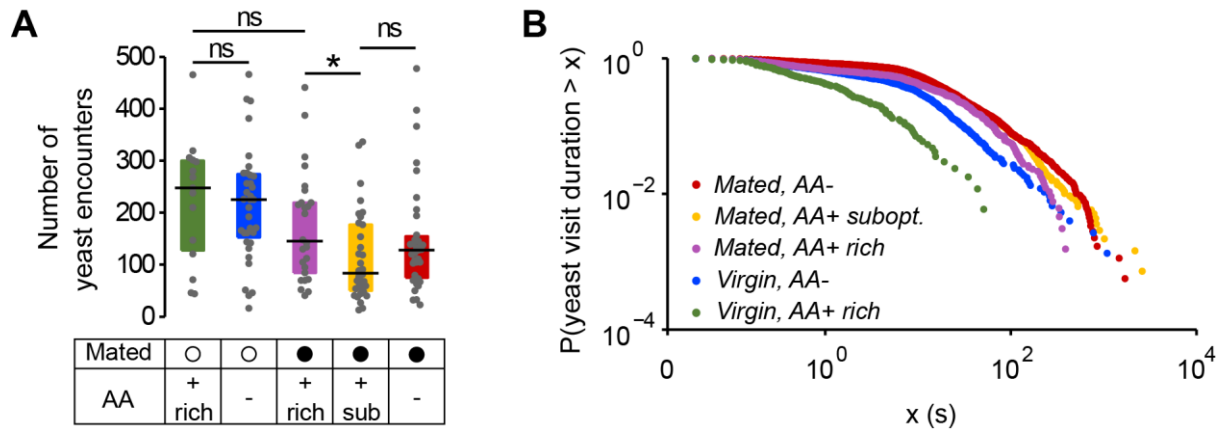 A
ns
ns
ns
*
Number of
yeast encounters
500
400
300
200
100
0
Mated
AA
+
rich
-
+
rich
+
sub
-
B
P(yeast visit duration > x)
10^0
10^-2
10^-4
Mated, AA-
Mated, AA+ subopt.
Mated, AA+ rich
Virgin, AA-
Virgin, AA+ rich
0
10^0
10^2
10^4
x (s)